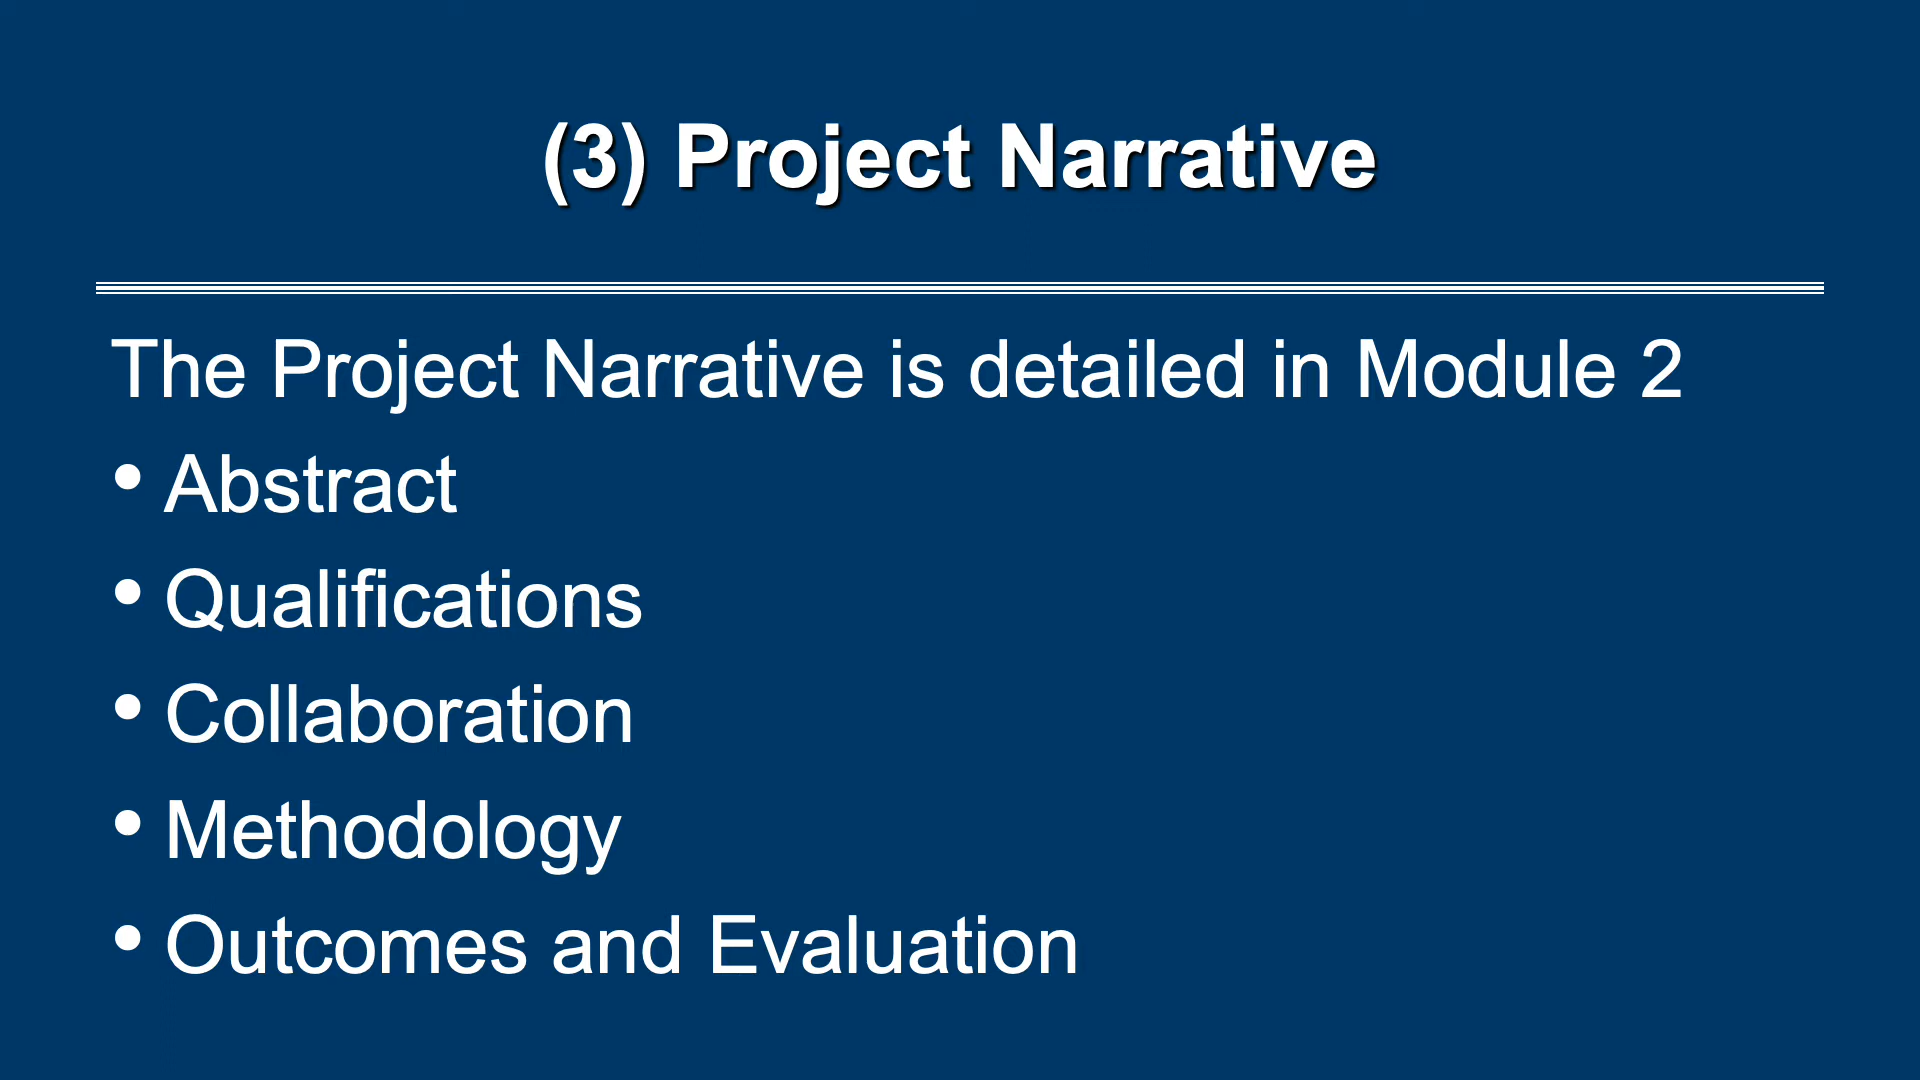 (3) Project Narrative
The Project Narrative is detailed in Module 2
• Abstract
• Qualifications
• Collaboration
• Methodology
• Outcomes and Evaluation